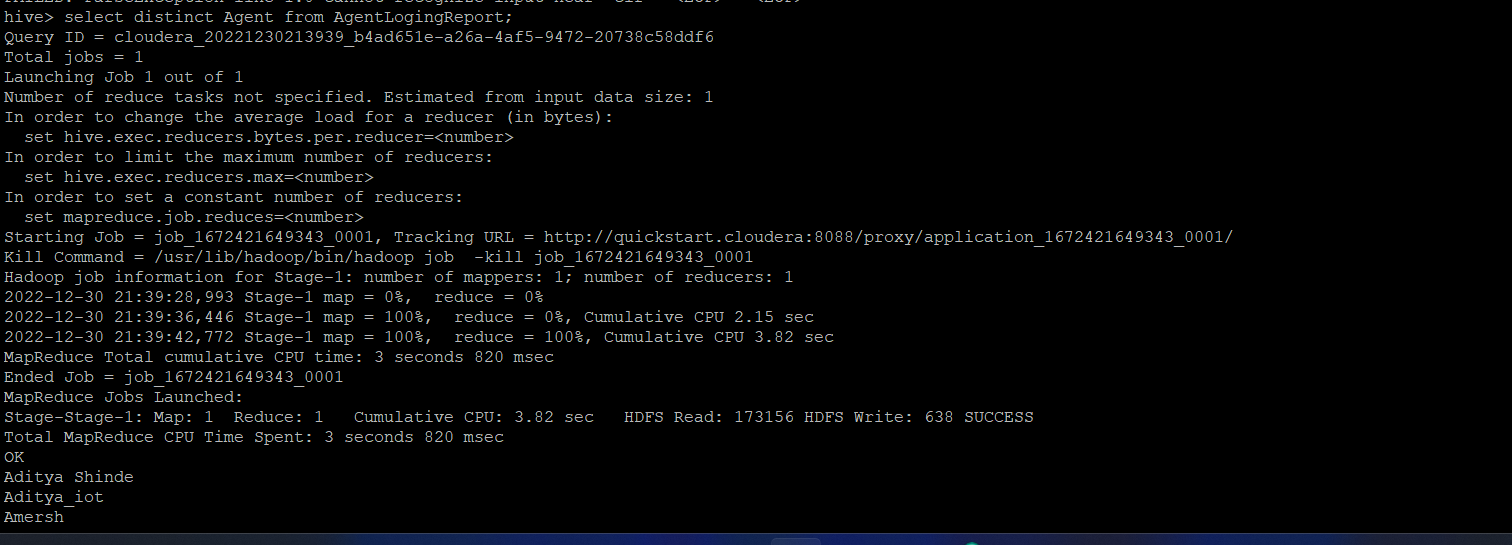 hive> select distinct Agent from AgentLogingReport;
Query ID = cloudera_20221230213939_b4ad651e-a26a-4af5-9472-20738c58ddf6
Total jobs = 1
Launching Job 1 out of 1
Number of reduce tasks not specified. Estimated from input data size: 1
In order to change the average load for a reducer (in bytes):
  set hive.exec.reducers.bytes.per.reducer=<number>
In order to limit the maximum number of reducers:
  set hive.exec.reducers.max=<number>
In order to set a constant number of reducers:
  set mapreduce.job.reduces=<number>
Starting Job = job_1672421649343_0001, Tracking URL = http://quickstart.cloudera:8088/proxy/application_1672421649343_0001/
Kill Command = /usr/lib/hadoop/bin/hadoop job  -kill job_1672421649343_0001
Hadoop job information for Stage-1: number of mappers: 1; number of reducers: 1
2022-12-30 21:39:28,993 Stage-1 map = 0%,  reduce = 0%
2022-12-30 21:39:36,446 Stage-1 map = 100%,  reduce = 0%, Cumulative CPU 2.15 sec
2022-12-30 21:39:42,772 Stage-1 map = 100%,  reduce = 100%, Cumulative CPU 3.82 sec
MapReduce Total cumulative CPU time: 3 seconds 820 msec
Ended Job = job_1672421649343_0001
MapReduce Jobs Launched:
Stage-Stage-1: Map: 1  Reduce: 1   Cumulative CPU: 3.82 sec   HDFS Read: 173156 HDFS Write: 638 SUCCESS
Total MapReduce CPU Time Spent: 3 seconds 820 msec
OK
Aditya Shinde
Aditya_iot
Amersh